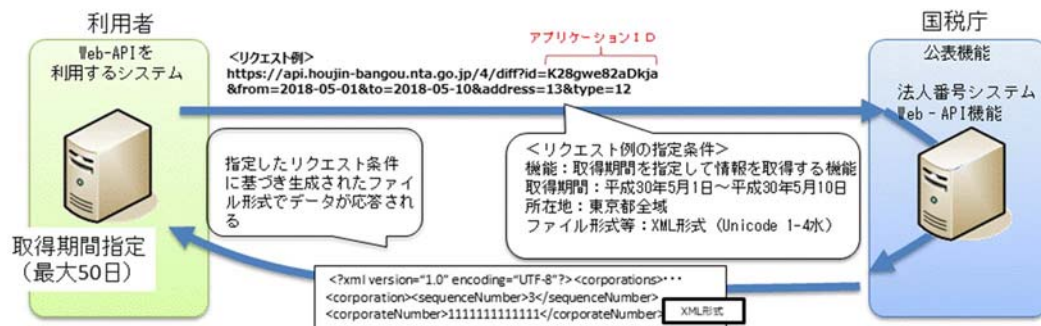 利用者
Web-APIを
利用するシステム
取得期間指定
（最大50日）
アプリケーションＩＤ
<リクエスト例>
https://api.houjin-bangou.nta.go.jp/4/diff?id=K28gwe82aDkja
&from=2018-05-01&to=2018-05-10&address=13&type=12
指定したリクエスト条件
に基づき生成されたファイ
ル形式でデータが応答され
る
＜リクエスト例の指定条件＞
機能：取得期間を指定して情報を取得する機能
取得期間：平成30年5月1日～平成30年5月10日
所在地：東京都全域
ファイル形式等：XML形式（Unicode 1-4水）
国税庁
公表機能
法人番号システム
Web‐API機能
<?xml version=“1.0” encoding=“UTF-8”?><corporations>･･･
<corporation><sequenceNumber>3</sequenceNumber>
<corporateNumber>1111111111111</corporateNumber>
XML形式